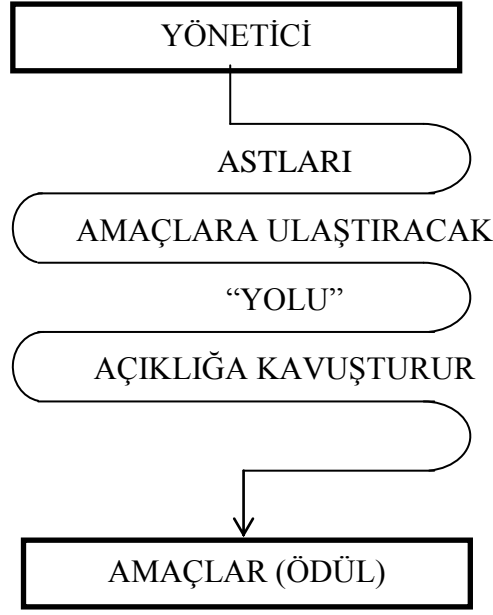 YÖNETİCİ
ASTLARI
AMAÇLARA ULAŞTIRACAK
“YOLU”
AÇIKLIĞA KAVUŞTURUR
AMAÇLAR (ÖDÜL)